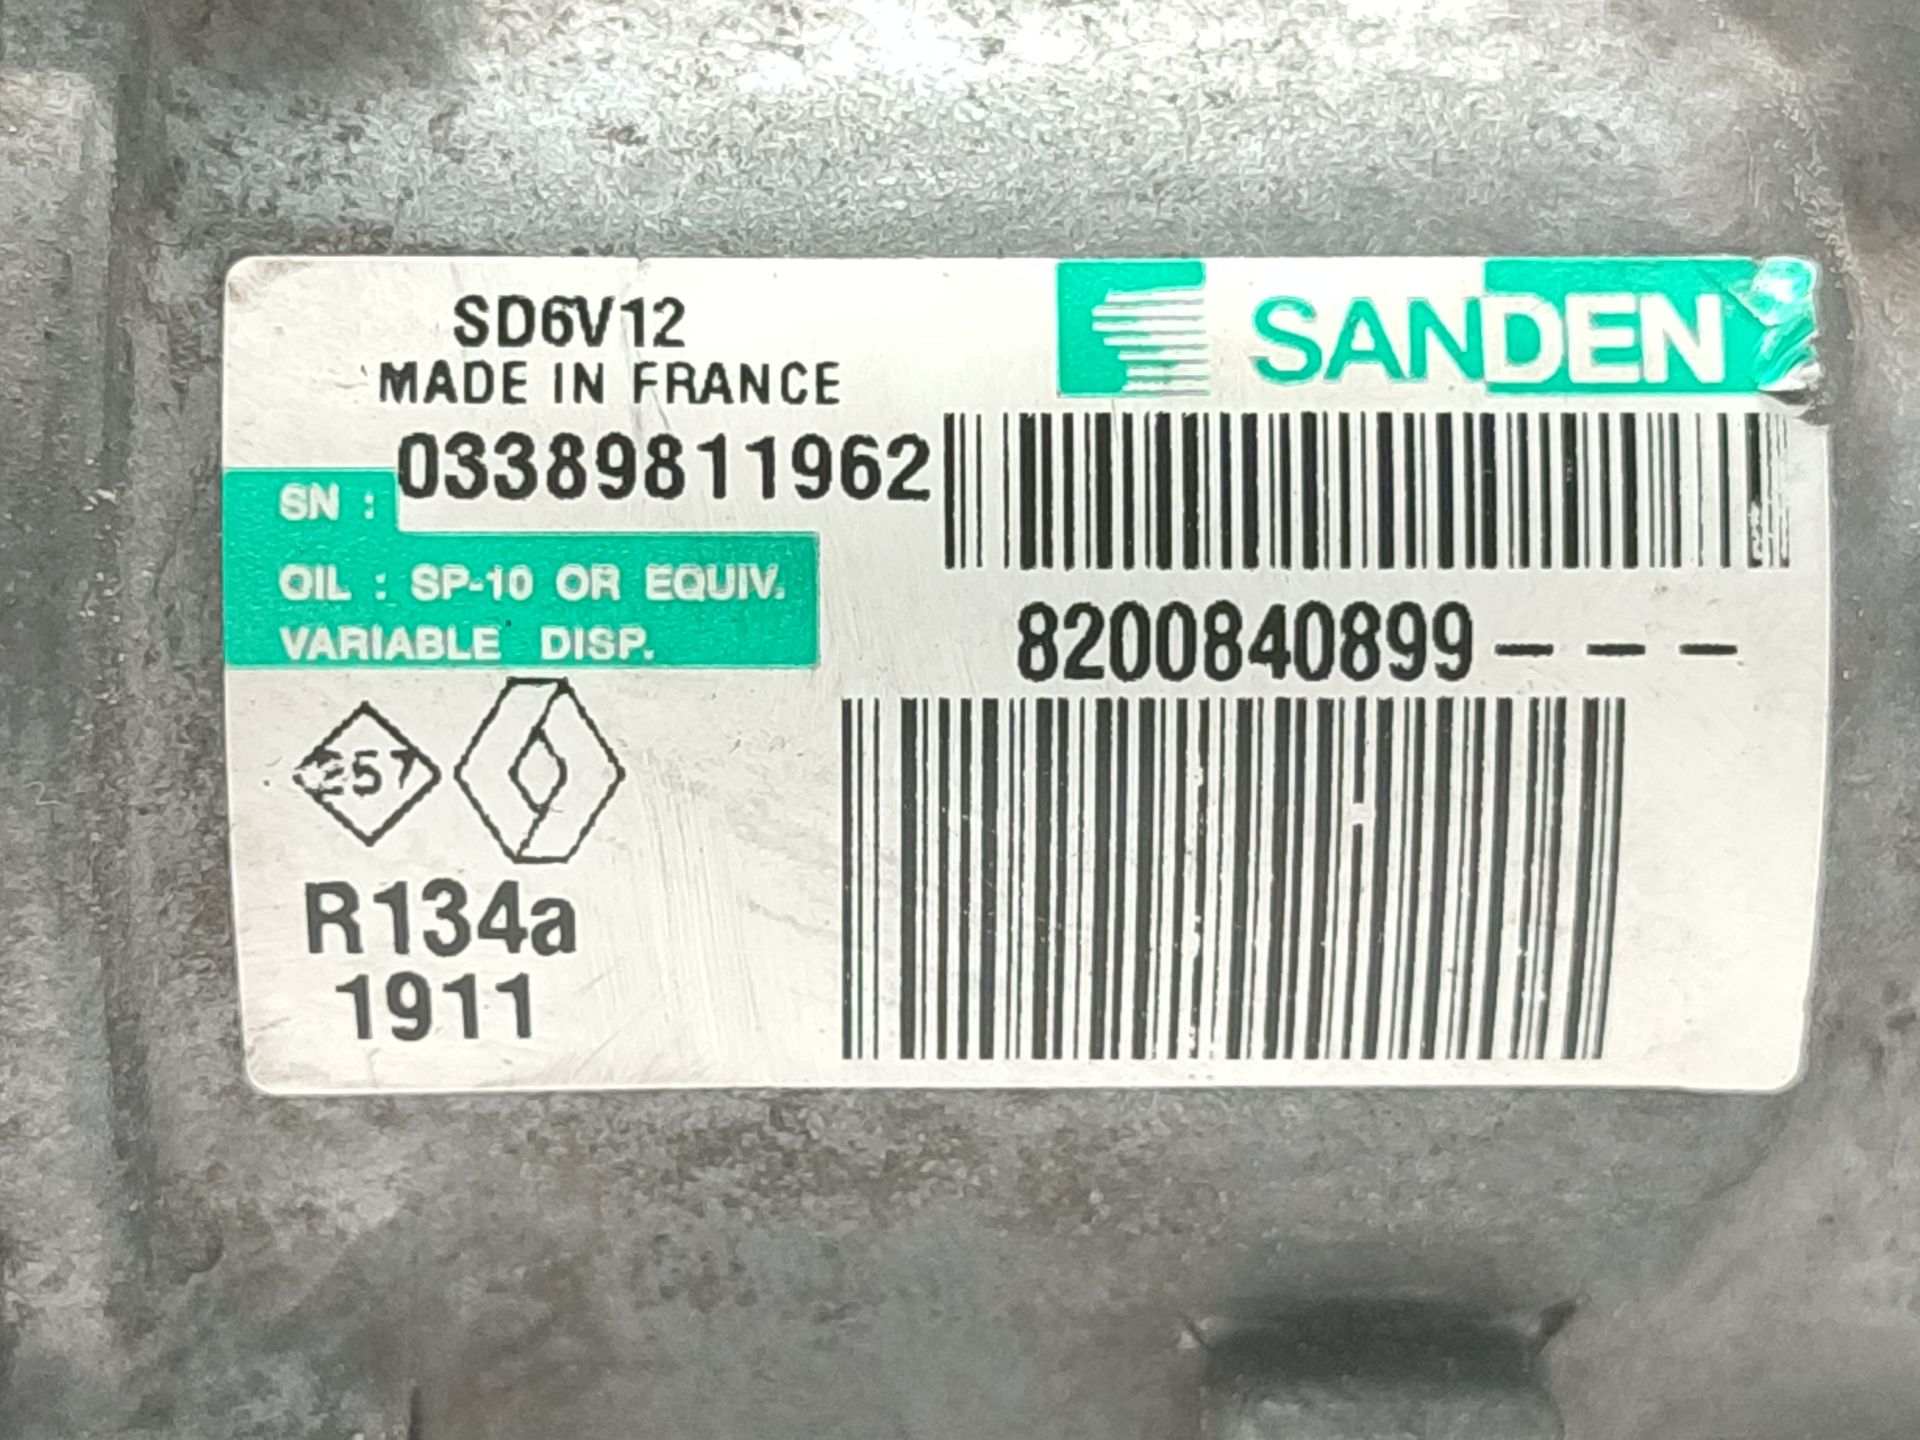 SD6V12
SANDEN
MADE IN FRANCE
SN : 03389811962
OIL : SP-10 OR EQUIV.
VARIABLE DISP.
8200840899---
257
R134a
1911